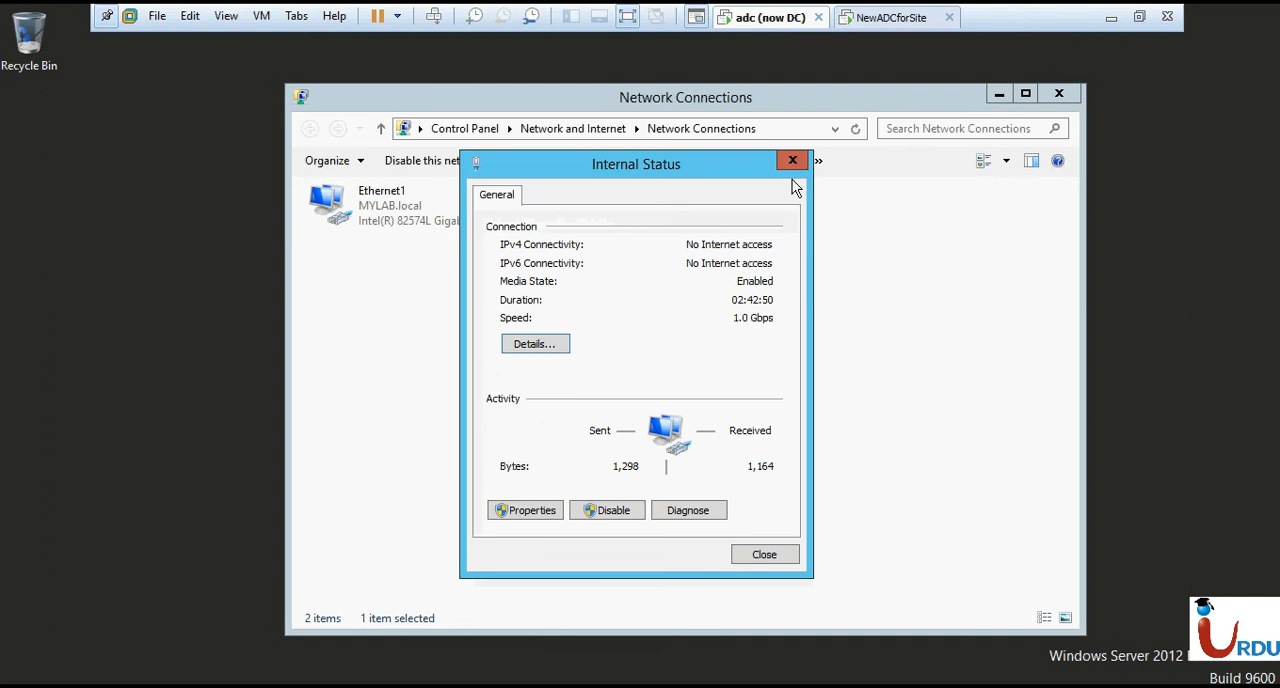 File Edit View VM Tabs Help
adc (now DC) NewADCforSite
Recycle Bin
Network Connections
Control Panel Network and Internet Network Connections
Search Network Connections
Organize Disable this net »
Internal Status
Ethernet1
MYLAB.local
Intel(R) 82574L Gigab
General
Connection
IPv4 Connectivity: No Internet access
IPv6 Connectivity: No Internet access
Media State: Enabled
Duration: 02:42:50
Speed: 1.0 Gbps
Details...
Activity
Sent Received
Bytes: 1,298 1,164
Properties Disable Diagnose
Close
2 items 1 item selected
URDU
Windows Server 2012
Build 9600